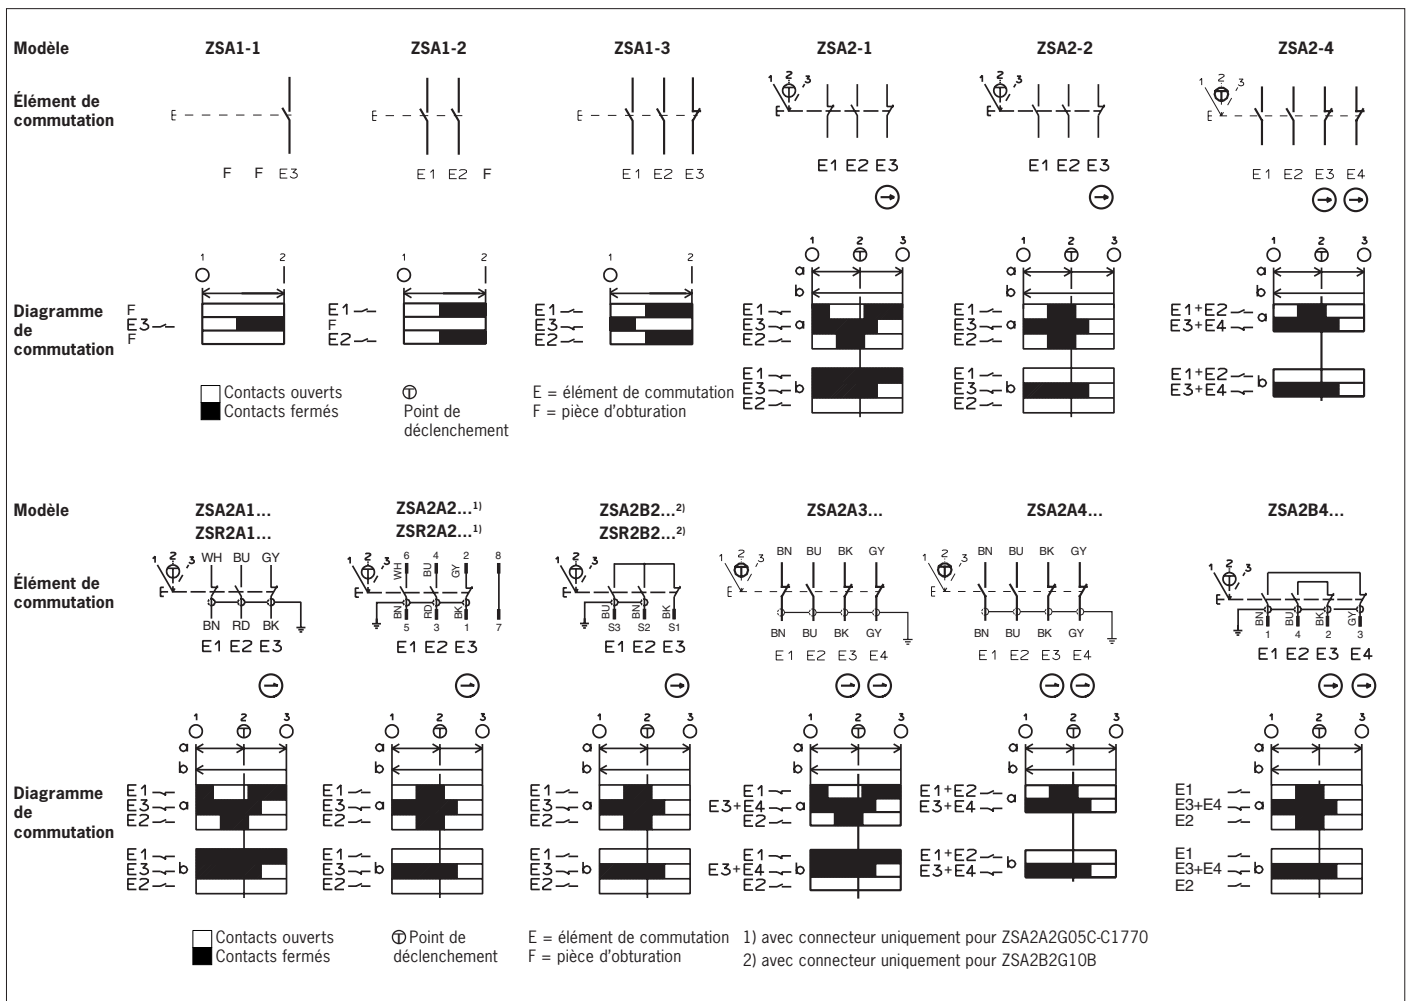 Modèle ZSA1-1 ZSA1-2 ZSA1-3 ZSA2-1 ZSA2-2 ZSA2-4
Élément de
commutation
E E E E E E
1 2 3 1 2 3 1 2 3
F F E3 E1 E2 F E1 E2 E3 E1 E2 E3 E1 E2 E3 E1 E2 E3 E4
Diagramme
de
commutation
1 2 1 2 1 2 1 2 3 1 2 3 1 2 3
a a a
b b b
F E1 E1 E1 E1 E1+E2
E3 F E3 E3 a E3 a E3+E4 a
F E2 E2 E2 E2
E1 E1 E1+E2
E3 b E3 b E3+E4 b
E2 E2
Contacts ouverts
Contacts fermés
T
Point de
déclenchement
E = élément de commutation
F = pièce d'obturation
Modèle ZSA2A1... ZSA2A2...1) ZSA2B2...2) ZSA2A3... ZSA2A4... ZSA2B4...
ZSR2A1... ZSR2A2...1) ZSR2B2...2)
Élément de
commutation
1 2 3 WH BU GY
E
BN RD BK
E1 E2 E3
1 2 3 6 4 2 8
WH BU GY
E
BN RD BK
5 3 1 7
E1 E2 E3
1 2 3
E
BU BN BK
S3 S2 S1
E1 E2 E3
1 2 3 BN BU BK GY
E
BN BU BK GY
E1 E2 E3 E4
1 2 3 BN BU BK GY
E
BN BU BK GY
E1 E2 E3 E4
1 2 3
E
BN BU BK GY
1 4 2 3
E1 E2 E3 E4
Diagramme
de
commutation
1 2 3 1 2 3 1 2 3 1 2 3 1 2 3 1 2 3
a a a a a a
b b b b b b
E1 E1 E1 E1 E1+E2 E1
E3 a E3 a E3 a E3+E4 a E3+E4 a E3+E4 a
E2 E2 E2 E2 E2
E1 E1 E1 E1 E1+E2 E1
E3 b E3 b E3 b E3+E4 b E3+E4 b E3+E4 b
E2 E2 E2 E2 E2
Contacts ouverts
Contacts fermés
T Point de
déclenchement
E = élément de commutation
F = pièce d'obturation
1) avec connecteur uniquement pour ZSA2A2G05C-C1770
2) avec connecteur uniquement pour ZSA2B2G10B